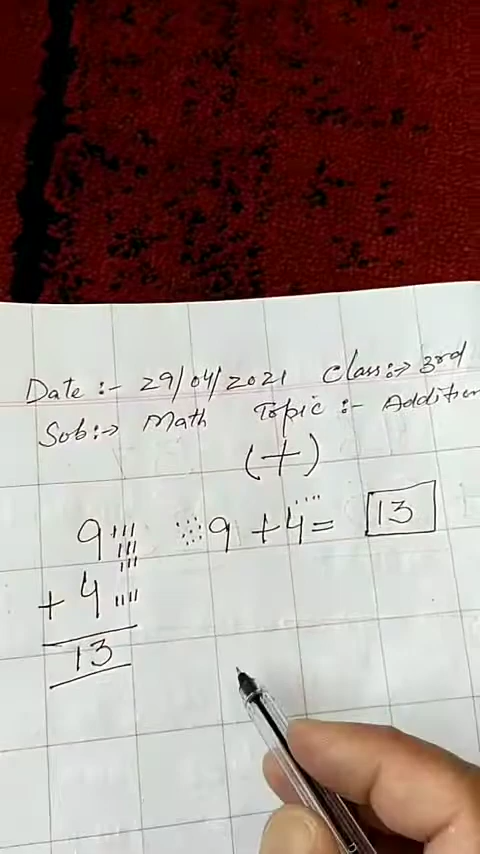 Date :- 29/04/2021 Class :-> 3rd
Sub :-> Math Topic :- Addition
(+)
9 9 + 4 = 13
+ 4
13